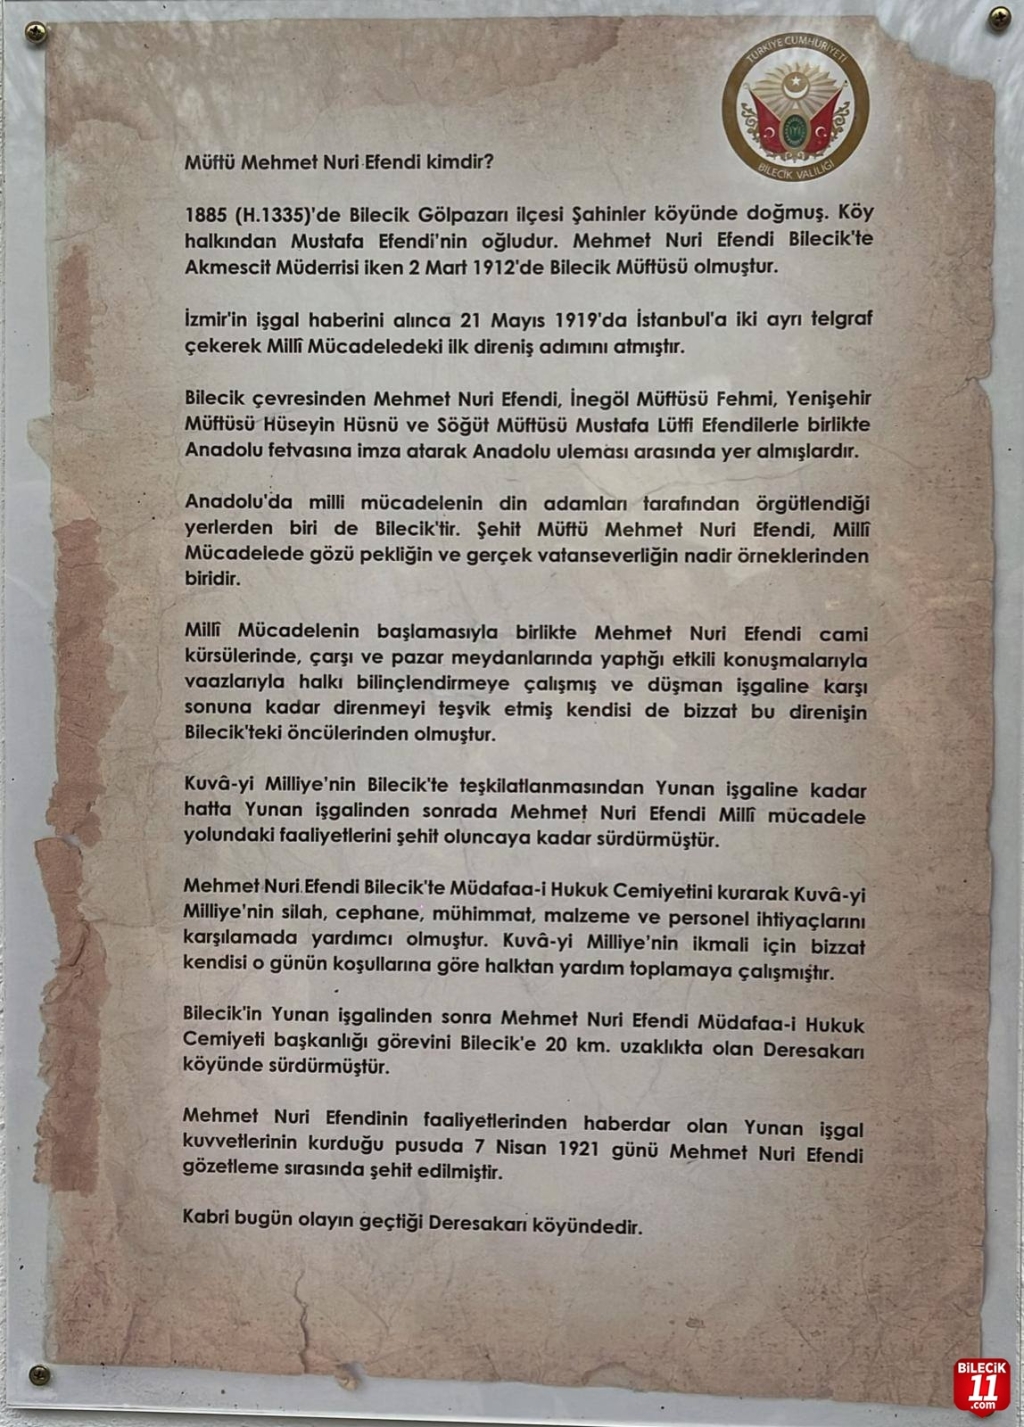 TÜRKİYE CUMHURİYETİ
BİLECİK VALİLİĞİ
Müftü Mehmet Nuri Efendi kimdir?
1885 (H.1335)'de Bilecik Gölpazarı ilçesi Şahinler köyünde doğmuş. Köy
halkından Mustafa Efendi'nin oğludur. Mehmet Nuri Efendi Bilecik'te
Akmescit Müderrisi iken 2 Mart 1912'de Bilecik Müftüsü olmuştur.
İzmir'in işgal haberini alınca 21 Mayıs 1919'da İstanbul'a iki ayrı telgraf
çekerek Millî Mücadeledeki ilk direniş adımını atmıştır.
Bilecik çevresinden Mehmet Nuri Efendi, İnegöl Müftüsü Fehmi, Yenişehir
Müftüsü Hüseyin Hüsnü ve Söğüt Müftüsü Mustafa Lütfi Efendilerle birlikte
Anadolu fetvasına imza atarak Anadolu uleması arasında yer almışlardır.
Anadolu'da milli mücadelenin din adamları tarafından örgütlendiği
yerlerden biri de Bilecik'tir. Şehit Müftü Mehmet Nuri Efendi, Millî
Mücadelede gözü pekliğin ve gerçek vatanseverliğin nadir örneklerinden
biridir.
Millî Mücadelenin başlamasıyla birlikte Mehmet Nuri Efendi cami
kürsülerinde, çarşı ve pazar meydanlarında yaptığı etkili konuşmalarıyla
vaazlarıyla halkı bilinçlendirmeye çalışmış ve düşman işgaline karşı
sonuna kadar direnmeyi teşvik etmiş kendisi de bizzat bu direnişin
Bilecik'teki öncülerinden olmuştur.
Kuvâ-yi Milliye'nin Bilecik'te teşkilatlanmasından Yunan işgaline kadar
hatta Yunan işgalinden sonrada Mehmet Nuri Efendi Millî mücadele
yolundaki faaliyetlerini şehit oluncaya kadar sürdürmüştür.
Mehmet Nuri Efendi Bilecik'te Müdafaa-i Hukuk Cemiyetini kurarak Kuvâ-yi
Milliye'nin silah, cephane, mühimmat, malzeme ve personel ihtiyaçlarını
karşılamada yardımcı olmuştur. Kuvâ-yi Milliye'nin ikmali için bizzat
kendisi o günün koşullarına göre halktan yardım toplamaya çalışmıştır.
Bilecik'in Yunan işgalinden sonra Mehmet Nuri Efendi Müdafaa-i Hukuk
Cemiyeti başkanlığı görevini Bilecik'e 20 km. uzaklıkta olan Deresakarı
köyünde sürdürmüştür.
Mehmet Nuri Efendinin faaliyetlerinden haberdar olan Yunan işgal
kuvvetlerinin kurduğu pusuda 7 Nisan 1921 günü Mehmet Nuri Efendi
gözetleme sırasında şehit edilmiştir.
Kabri bugün olayın geçtiği Deresakarı köyündedir.
BİLECİK
11
.com